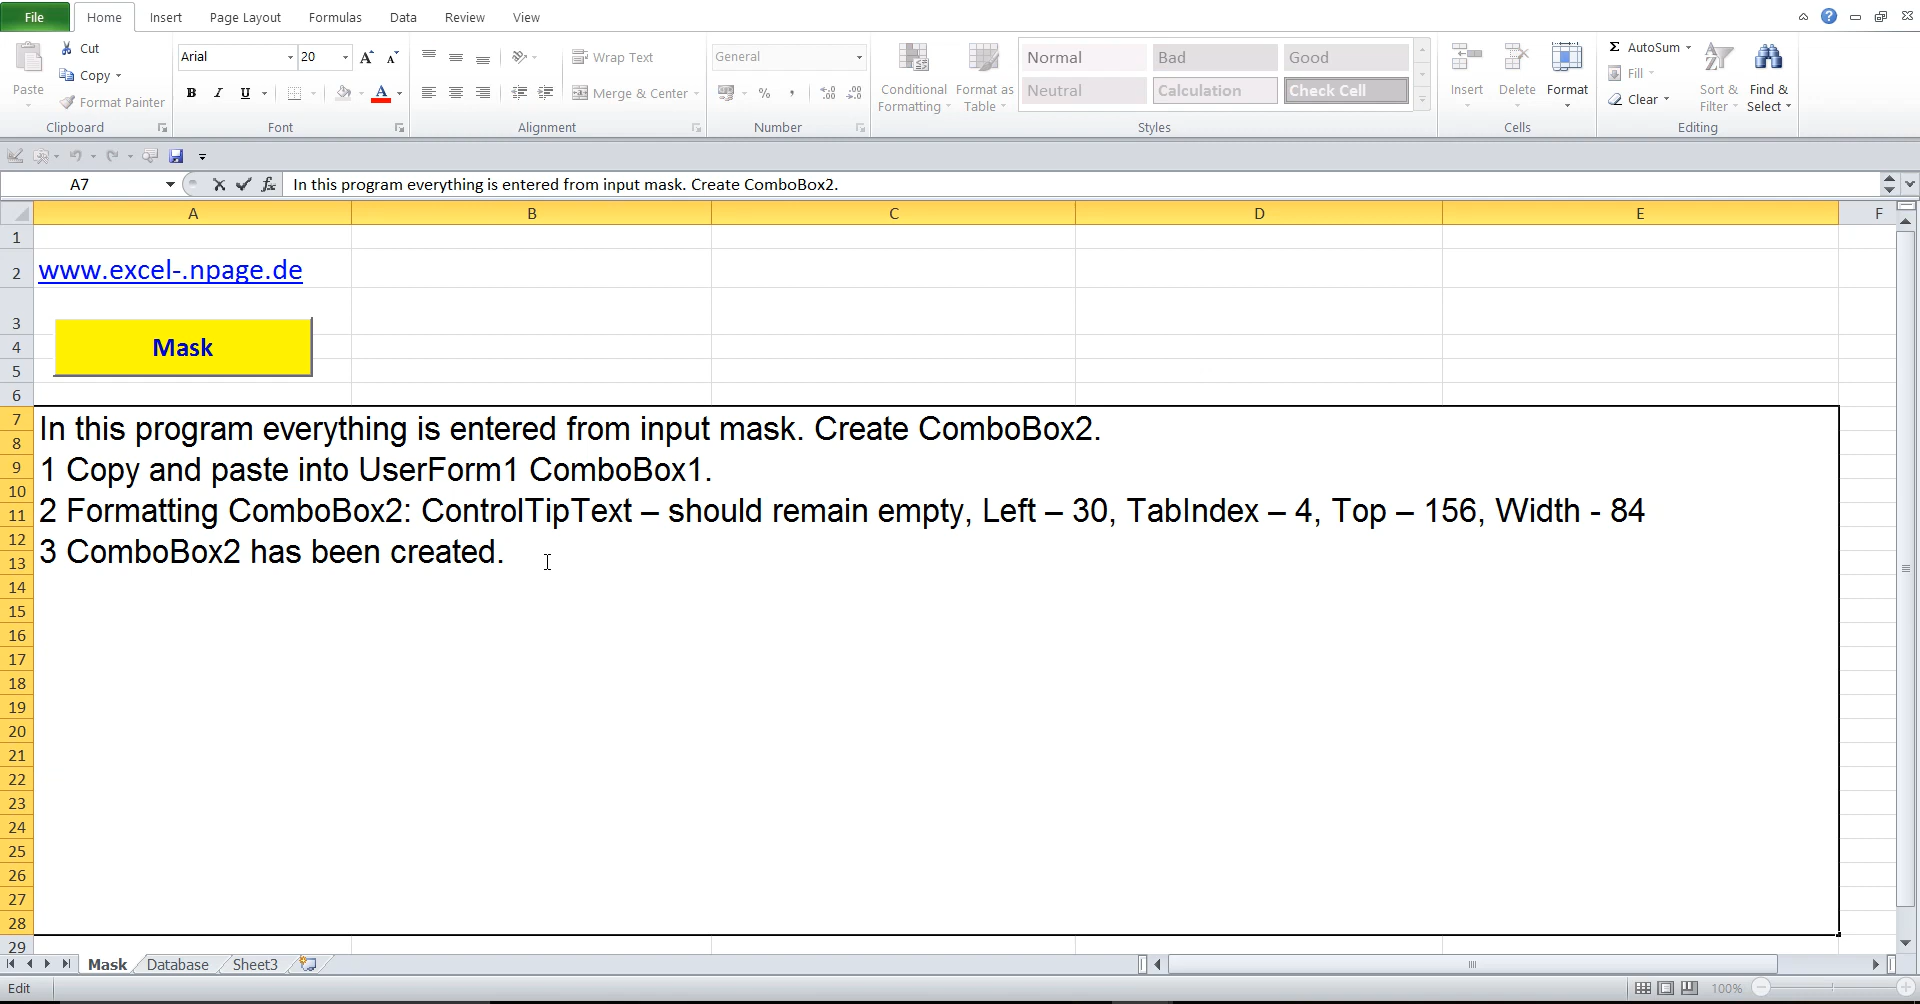 File Home Insert Page Layout Formulas Data Review View
Paste
Cut
Copy
Format Painter
Clipboard
Arial 20
B I U A
Font
Wrap Text
Merge & Center
Alignment
General
%
Number
Conditional Formatting
Format as Table
Normal Bad Good
Neutral Calculation Check Cell
Styles
Insert Delete Format
Cells
Σ AutoSum
Fill
Clear
Sort & Filter
Find & Select
Editing
A7 fx In this program everything is entered from input mask. Create ComboBox2.
A B C D E F
1
2 www.excel-.npage.de
3
4 Mask
5
6
7 In this program everything is entered from input mask. Create ComboBox2.
8
9 1 Copy and paste into UserForm1 ComboBox1.
10
11 2 Formatting ComboBox2: ControlTipText – should remain empty, Left – 30, TabIndex – 4, Top – 156, Width - 84
12
13 3 ComboBox2 has been created.
14
15
16
17
18
19
20
21
22
23
24
25
26
27
28
29
Mask Database Sheet3
Edit 100%